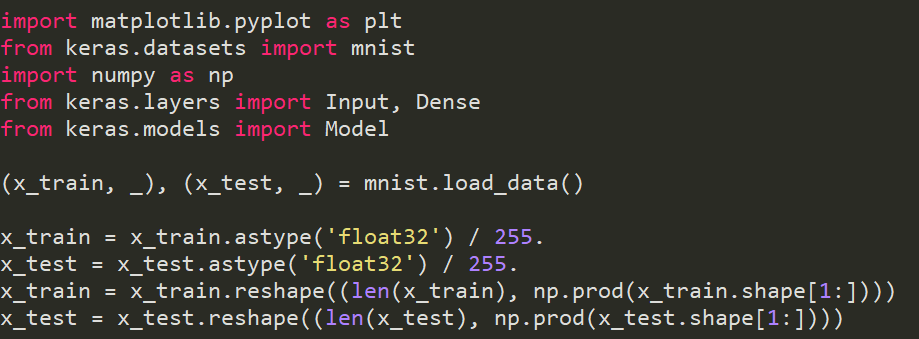 import matplotlib.pyplot as plt
from keras.datasets import mnist
import numpy as np
from keras.layers import Input, Dense
from keras.models import Model
(x_train, _), (x_test, _) = mnist.load_data()
x_train = x_train.astype('float32') / 255.
x_test = x_test.astype('float32') / 255.
x_train = x_train.reshape((len(x_train), np.prod(x_train.shape[1:])))
x_test = x_test.reshape((len(x_test), np.prod(x_test.shape[1:])))